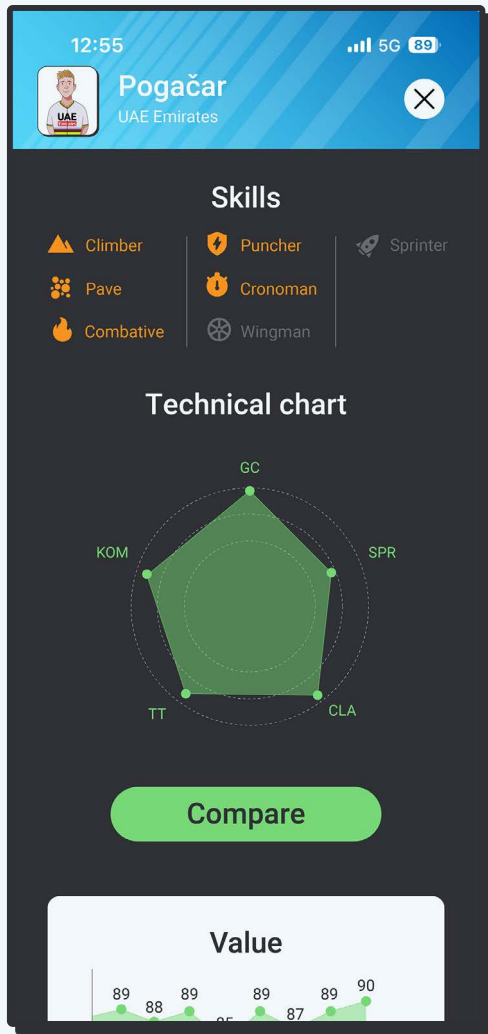 12:55
5G 89
Pogačar
UAE Emirates
UAE
Skills
Climber
Puncher
Sprinter
Pave
Cronoman
Combative
Wingman
Technical chart
GC
KOM
SPR
TT
CLA
Compare
Value
89 88 89 89 87 89 90